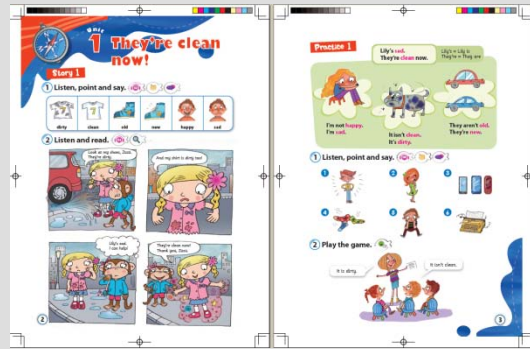 Unit
1 They're clean
now!
Story 1
1 Listen, point and say.
dirty clean old new happy sad
2 Listen and read.
Look at my shoes, Zozo.
They're dirty.
And my shirt is dirty too!
Lily's sad.
I can help!
They're clean now!
Thank you, Zozo.
2
Practice 1
Lily's sad.
They're clean now.
Lily's = Lily is
They're = They are
I'm not happy.
I'm sad.
It isn't clean.
It's dirty.
They aren't old.
They're new.
1 Listen, point and say.
1 2 3
4 5 6
2 Play the game.
It is dirty.
It isn't clean.
3